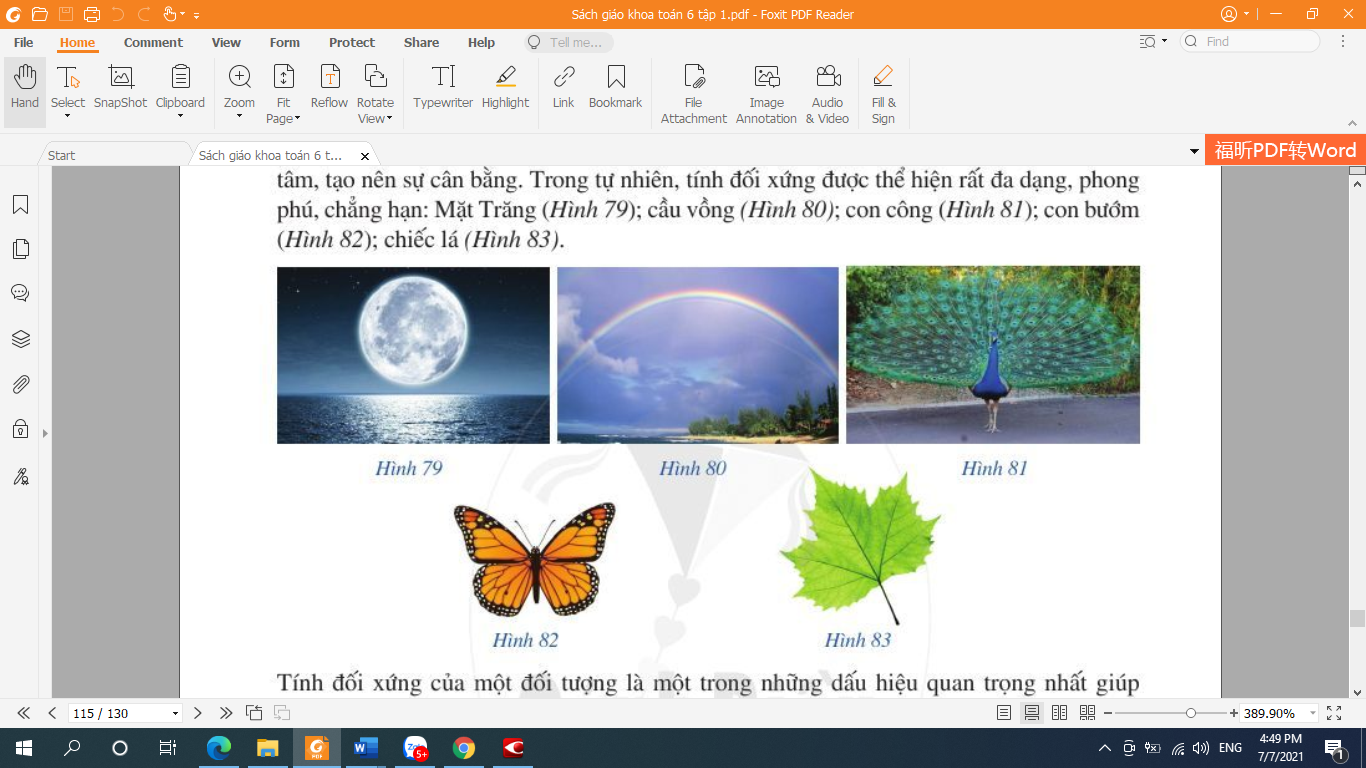 Sách giáo khoa toán 6 tập 1.pdf - Foxit PDF Reader
File Home Comment View Form Protect Share Help Tell me... Find
Hand Select SnapShot Clipboard Zoom Fit Page Reflow Rotate View Typewriter Highlight Link Bookmark File Attachment Image Annotation Audio & Video Fill & Sign
Start Sách giáo khoa toán 6 t... 福昕PDF转Word
tâm, tạo nên sự cân bằng. Trong tự nhiên, tính đối xứng được thể hiện rất đa dạng, phong
phú, chẳng hạn: Mặt Trăng (Hình 79); cầu vồng (Hình 80); con công (Hình 81); con bướm
(Hình 82); chiếc lá (Hình 83).
Hình 79 Hình 80 Hình 81
Hình 82 Hình 83
Tính đối xứng của một đối tượng là một trong những dấu hiệu quan trọng nhất giúp
115 / 130 389.90%
4:49 PM
ENG
7/7/2021